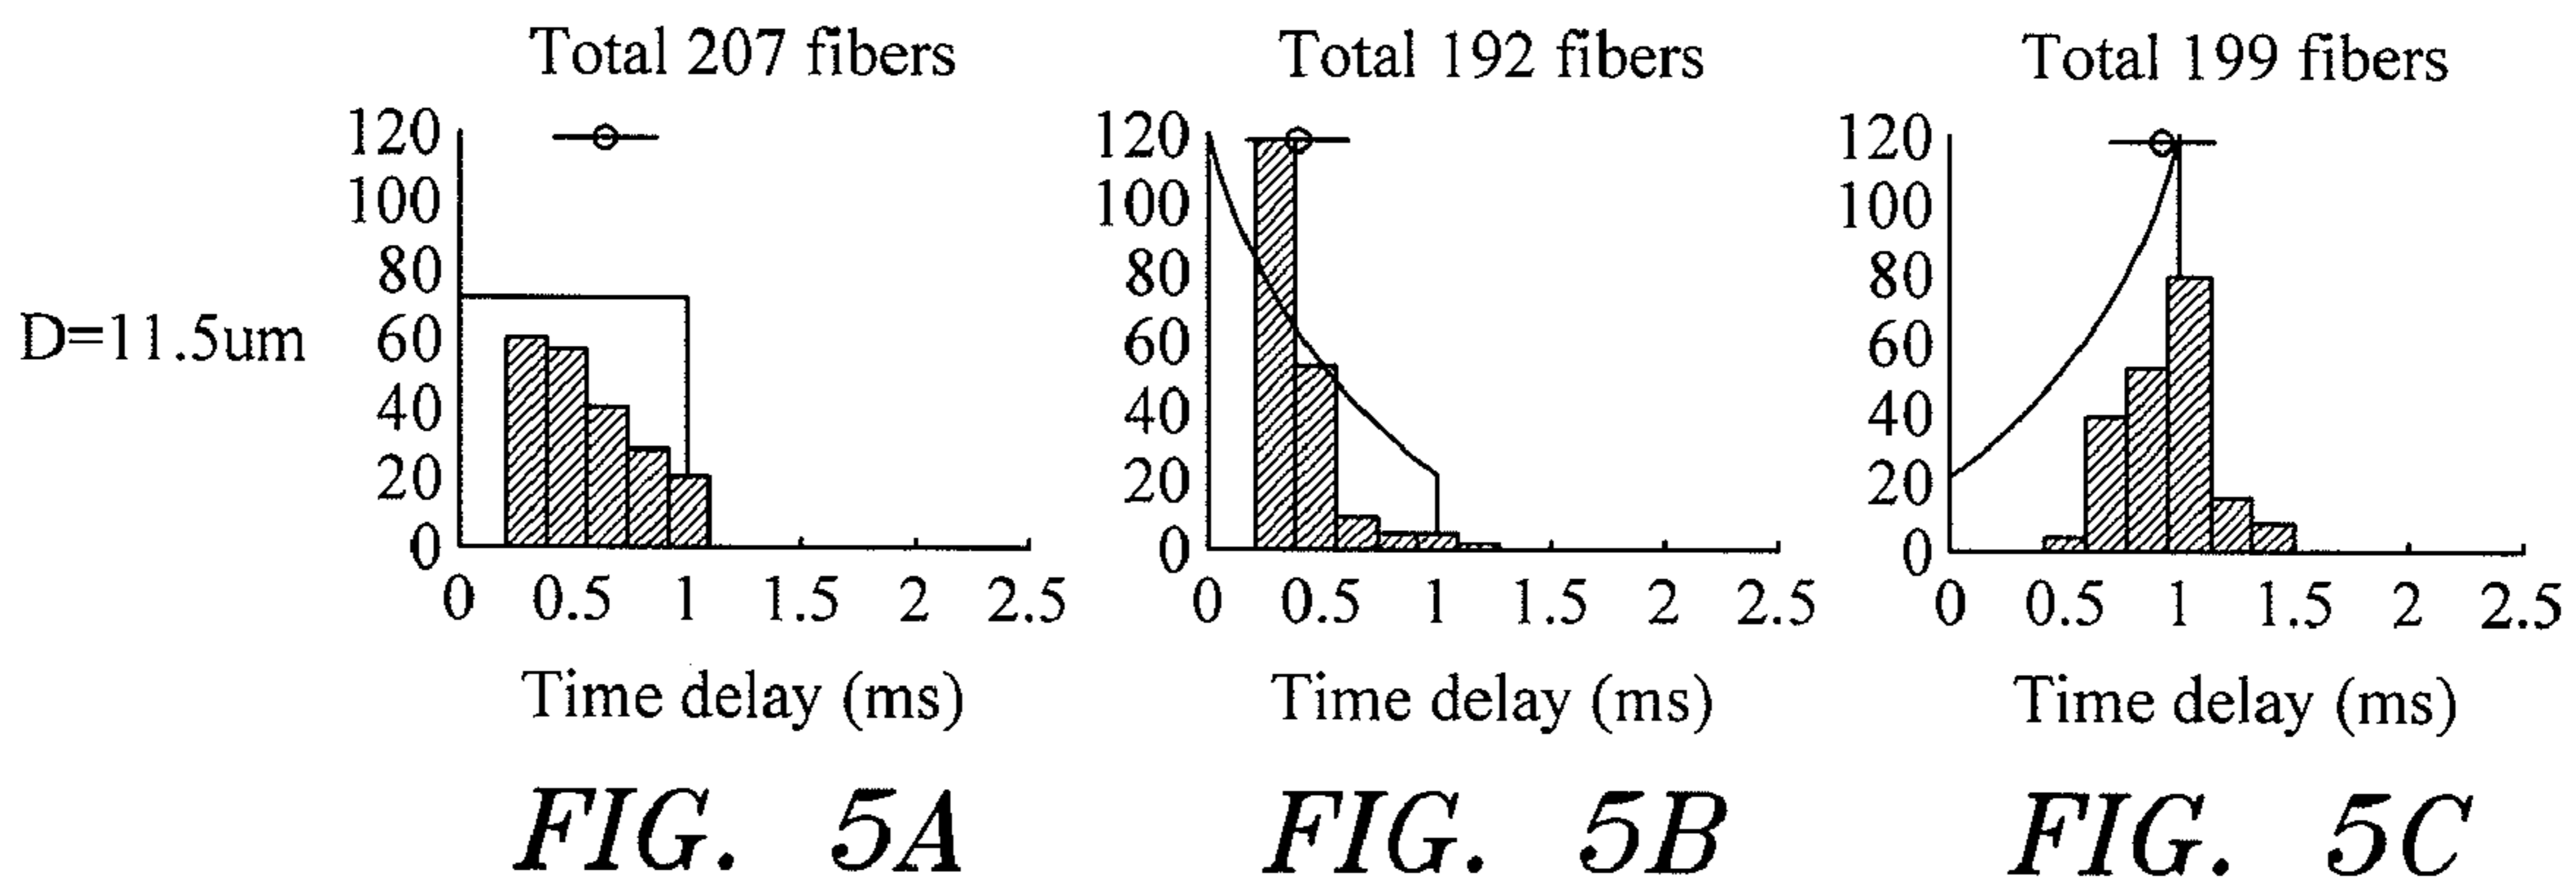 Total 207 fibers
120
100
80
60
40
20
0
0 0.5 1 1.5 2 2.5
Time delay (ms)
FIG. 5A
D=11.5um
Total 192 fibers
120
100
80
60
40
20
0
0 0.5 1 1.5 2 2.5
Time delay (ms)
FIG. 5B
Total 199 fibers
120
100
80
60
40
20
0
0 0.5 1 1.5 2 2.5
Time delay (ms)
FIG. 5C